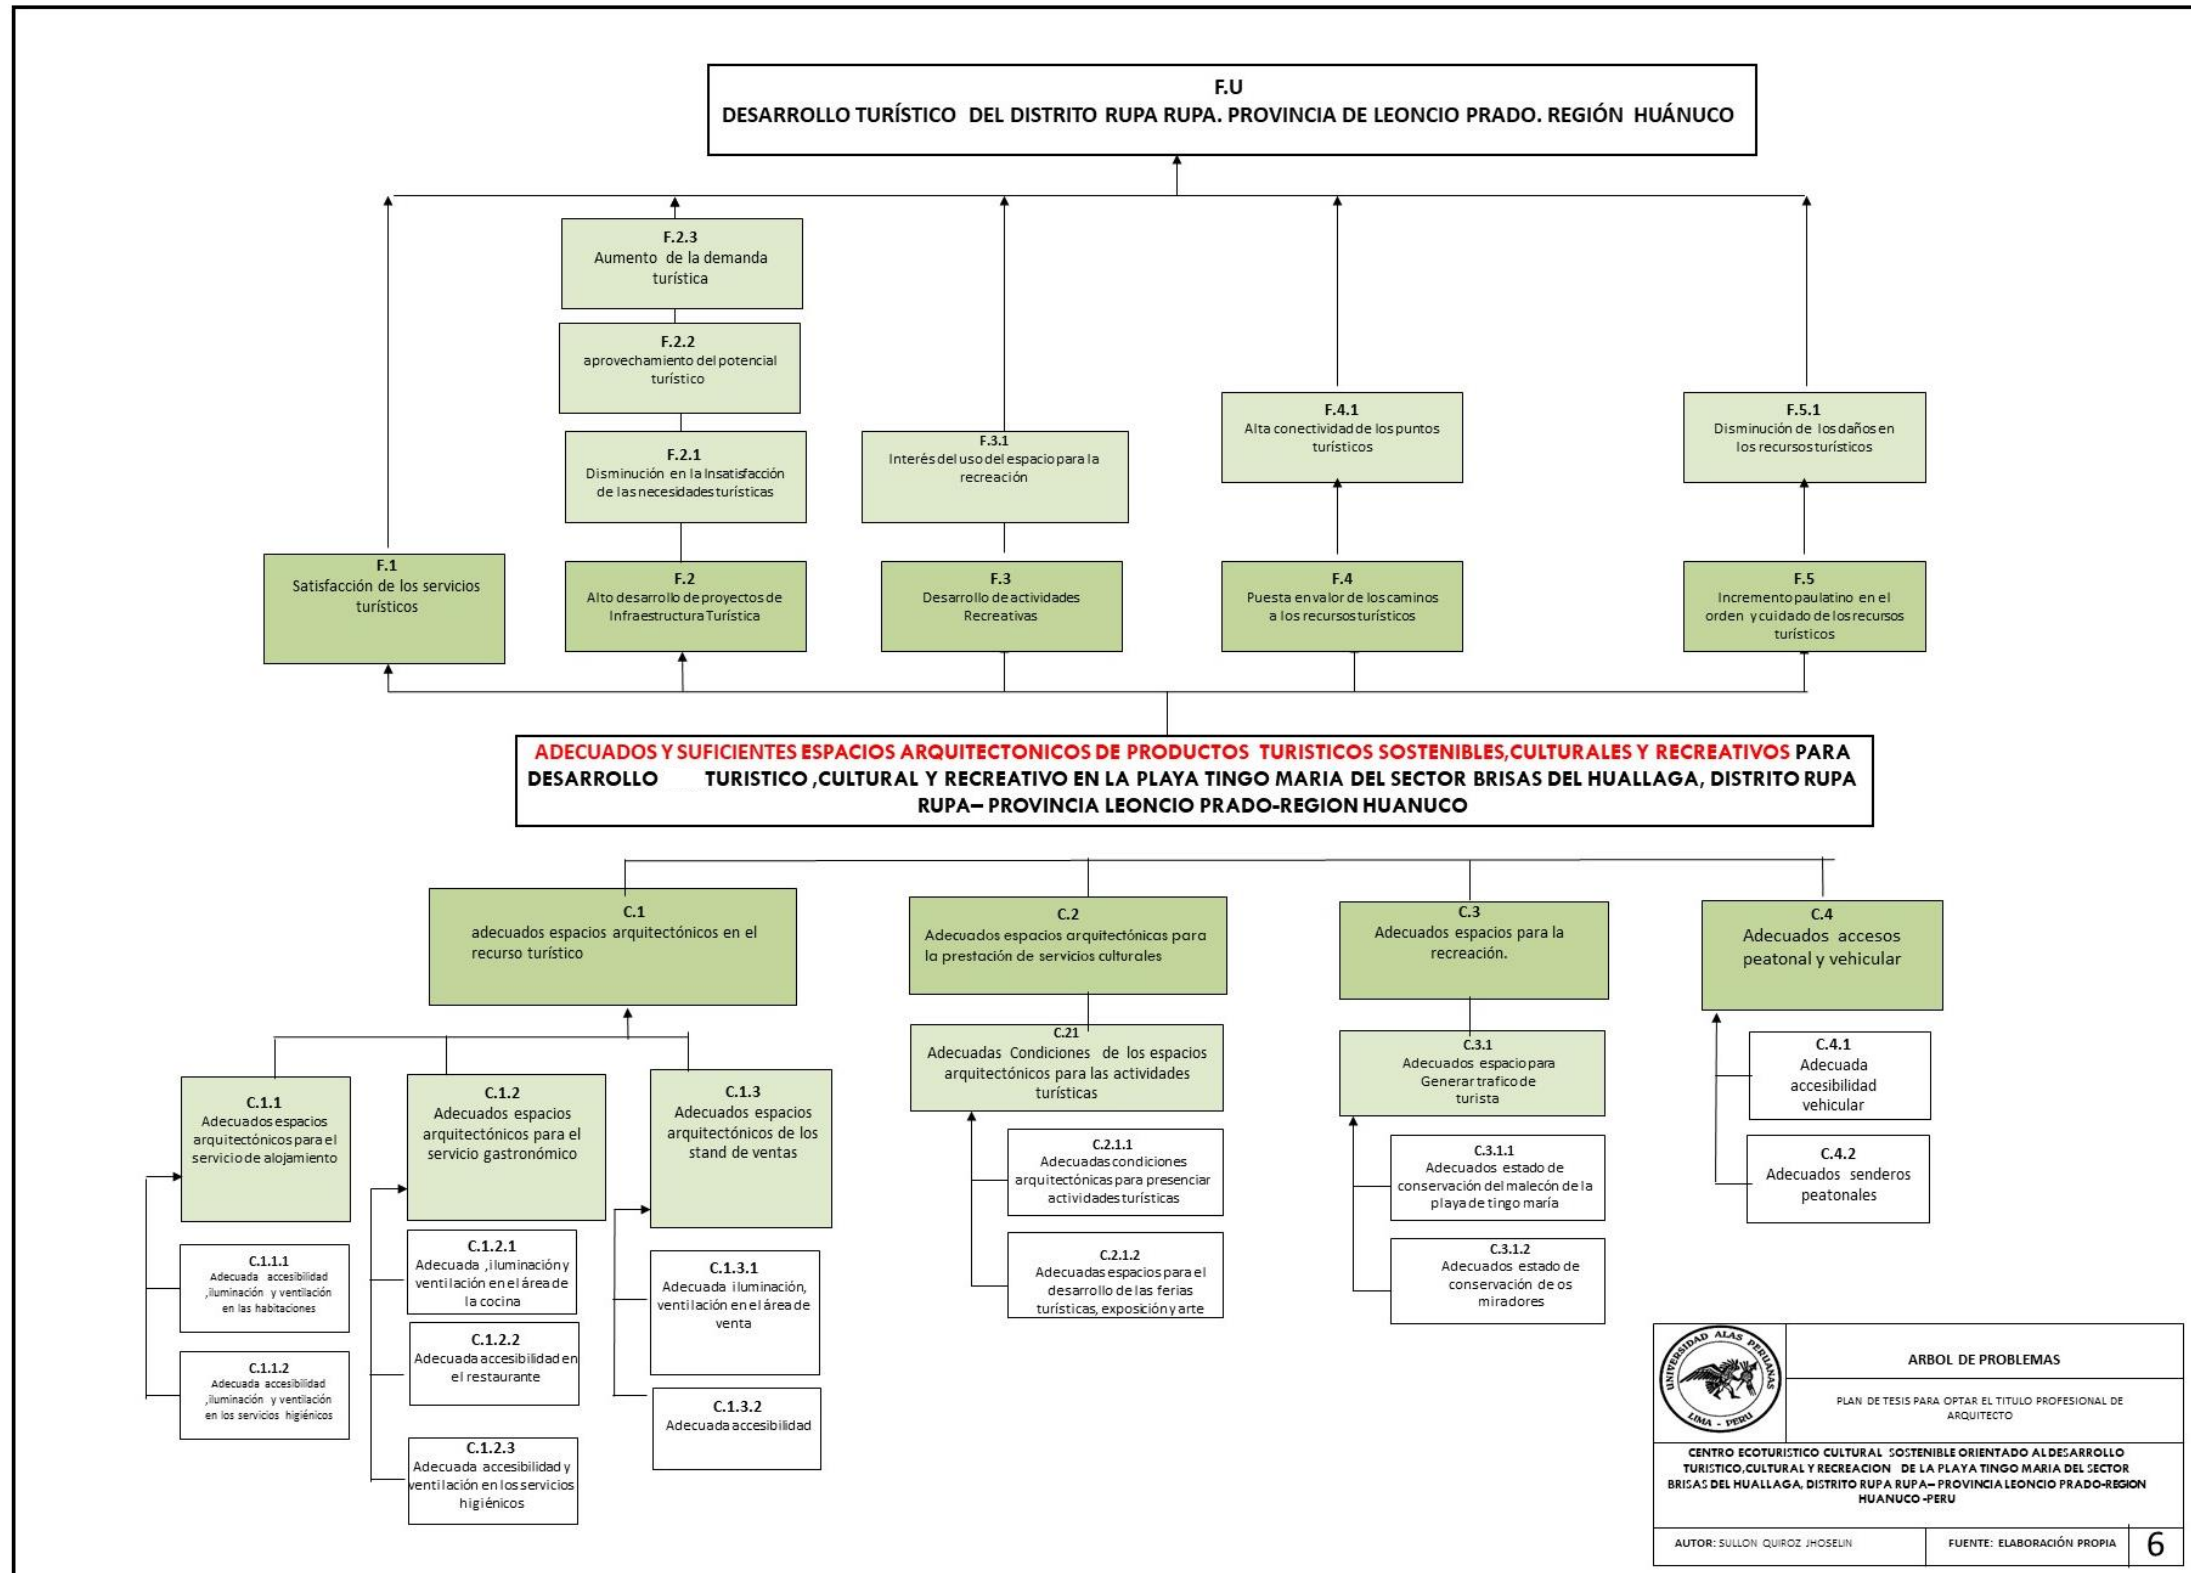 F.U
DESARROLLO TURÍSTICO DEL DISTRITO RUPA RUPA. PROVINCIA DE LEONCIO PRADO. REGIÓN HUÁNUCO
F.2.3
Aumento de la demanda
turística
F.2.2
aprovechamiento del potencial
turístico
F.2.1
Disminución en la Insatisfacción
de las necesidades turísticas
F.3.1
Interés del uso del espacio para la
recreación
F.4.1
Alta conectividad de los puntos
turísticos
F.5.1
Disminución de los daños en
los recursos turísticos
F.1
Satisfacción de los servicios
turísticos
F.2
Alto desarrollo de proyectos de
Infraestructura Turística
F.3
Desarrollo de actividades
Recreativas
F.4
Puesta en valor de los caminos
a los recursos turísticos
F.5
Incremento paulatino en el
orden y cuidado de los recursos
turísticos
ADECUADOS Y SUFICIENTES ESPACIOS ARQUITECTONICOS DE PRODUCTOS TURISTICOS SOSTENIBLES,CULTURALES Y RECREATIVOS PARA
DESARROLLO TURISTICO ,CULTURAL Y RECREATIVO EN LA PLAYA TINGO MARIA DEL SECTOR BRISAS DEL HUALLAGA, DISTRITO RUPA
RUPA– PROVINCIA LEONCIO PRADO-REGION HUANUCO
C.1
adecuados espacios arquitectónicos en el
recurso turístico
C.2
Adecuados espacios arquitectónicas para
la prestación de servicios culturales
C.3
Adecuados espacios para la
recreación.
C.4
Adecuados accesos
peatonal y vehicular
C.1.1
Adecuados espacios
arquitectónicos para el
servicio de alojamiento
C.1.2
Adecuados espacios
arquitectónicos para el
servicio gastronómico
C.1.3
Adecuados espacios
arquitectónicos de los
stand de ventas
C.21
Adecuadas Condiciones de los espacios
arquitectónicos para las actividades
turísticas
C.3.1
Adecuados espacio para
Generar trafico de
turista
C.4.1
Adecuada
accesibilidad
vehicular
C.4.2
Adecuados senderos
peatonales
C.1.1.1
Adecuada accesibilidad
,iluminación y ventilación
en las habitaciones
C.1.1.2
Adecuada accesibilidad
,iluminación y ventilación
en los servicios higiénicos
C.1.2.1
Adecuada ,iluminación y
ventilación en el área de
la cocina
C.1.2.2
Adecuada accesibilidad en
el restaurante
C.1.2.3
Adecuada accesibilidad y
ventilación en los servicios
higiénicos
C.1.3.1
Adecuada iluminación,
ventilación en el área de
venta
C.1.3.2
Adecuada accesibilidad
C.2.1.1
Adecuadas condiciones
arquitectónicas para presenciar
actividades turísticas
C.2.1.2
Adecuadas espacios para el
desarrollo de las ferias
turísticas, exposición y arte
C.3.1.1
Adecuados estado de
conservación del malecón de la
playa de tingo maría
C.3.1.2
Adecuados estado de
conservación de os
miradores
UNIVERSIDAD ALAS PERUANAS
LIMA - PERU
ARBOL DE PROBLEMAS
PLAN DE TESIS PARA OPTAR EL TITULO PROFESIONAL DE
ARQUITECTO
CENTRO ECOTURISTICO CULTURAL SOSTENIBLE ORIENTADO AL DESARROLLO
TURISTICO,CULTURAL Y RECREACION DE LA PLAYA TINGO MARIA DEL SECTOR
BRISAS DEL HUALLAGA, DISTRITO RUPA RUPA– PROVINCIA LEONCIO PRADO-REGION
HUANUCO -PERU
AUTOR: SULLON QUIROZ JHOSELIN
FUENTE: ELABORACIÓN PROPIA
6